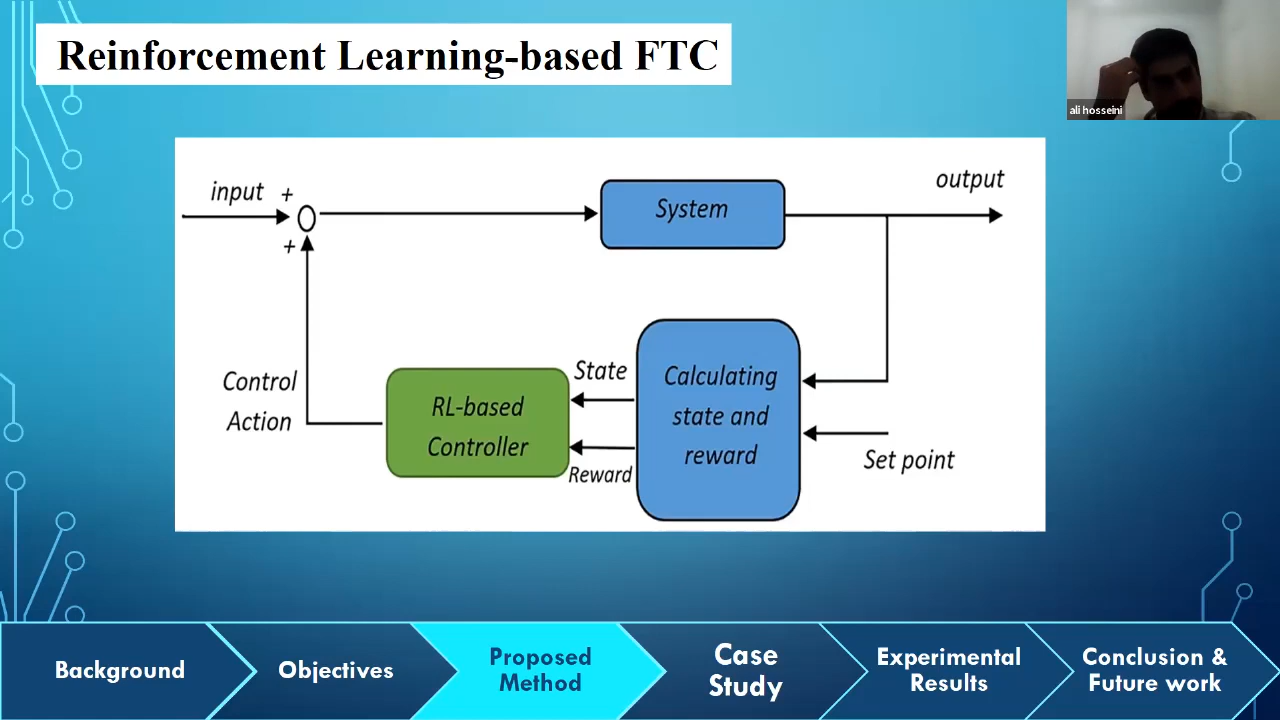 Reinforcement Learning-based FTC
ali hosseini
input
+
+
System
output
Control
Action
RL-based
Controller
State
Reward
Calculating
state and
reward
Set point
Background
Objectives
Proposed
Method
Case
Study
Experimental
Results
Conclusion &
Future work